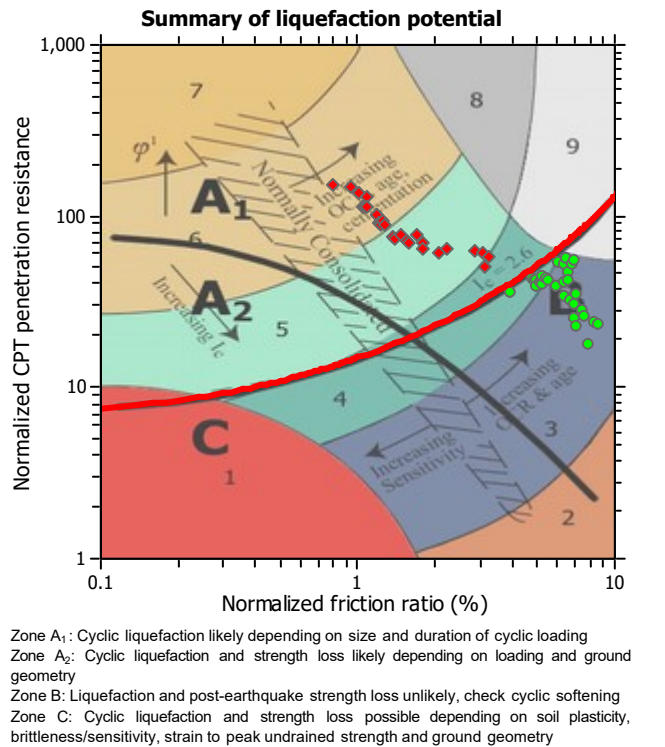 Summary of liquefaction potential
Normalized CPT penetration resistance
1,000
100
10
1
0.1
1
10
Normalized friction ratio (%)
7
8
9
φ'
A1
Increasing
OCR, age,
cementation
Normally Consolidated
6
A2
Increasing Ic
5
Ic = 2.6
B
4
C
1
Increasing
OCR & age
3
Increasing
Sensitivity
2
Zone A1: Cyclic liquefaction likely depending on size and duration of cyclic loading
Zone A2: Cyclic liquefaction and strength loss likely depending on loading and ground
geometry
Zone B: Liquefaction and post-earthquake strength loss unlikely, check cyclic softening
Zone C: Cyclic liquefaction and strength loss possible depending on soil plasticity,
brittleness/sensitivity, strain to peak undrained strength and ground geometry